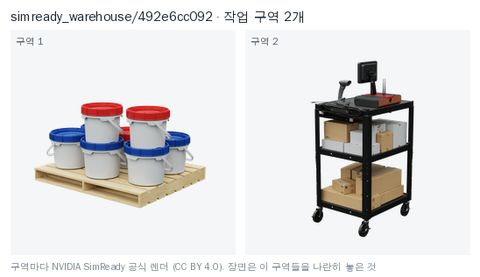 simready_warehouse/492e6cc092 · 작업 구역 2개
구역 1
구역 2
구역마다 NVIDIA SimReady 공식 렌더 (CC BY 4.0). 장면은 이 구역들을 나란히 놓은 것